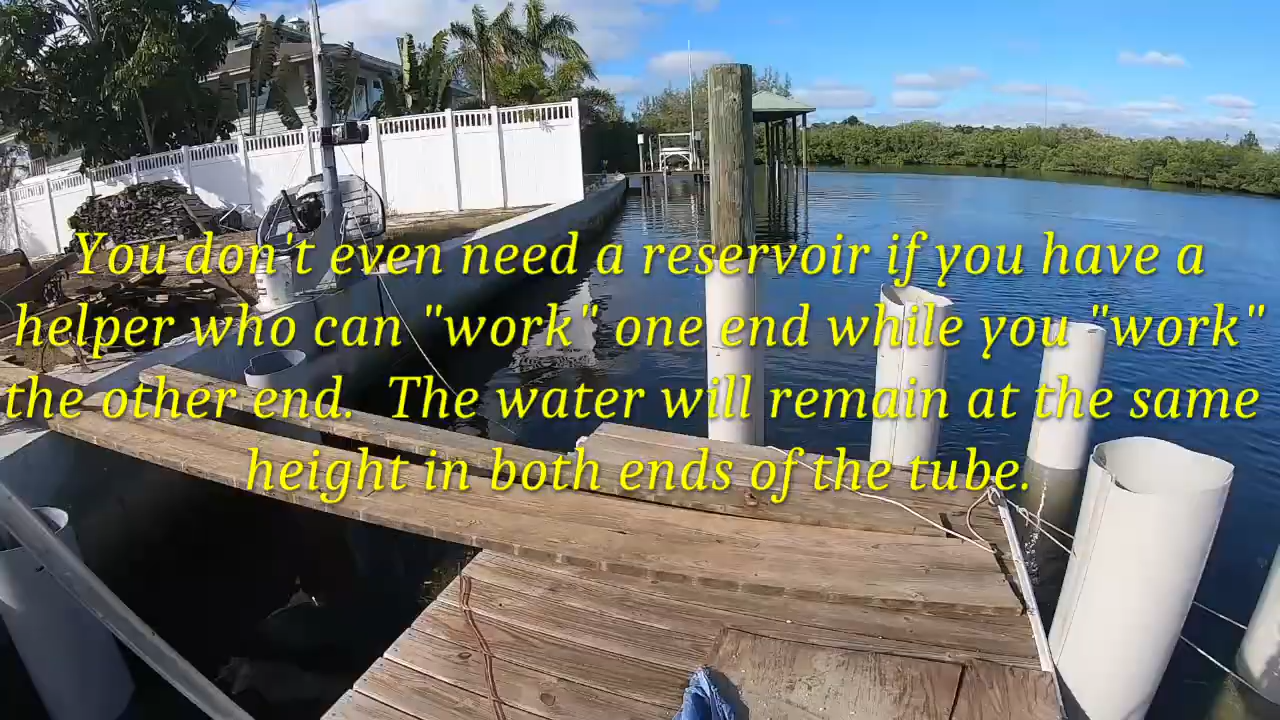 You don't even need a reservoir if you have a
helper who can "work" one end while you "work"
the other end.  The water will remain at the same
height in both ends of the tube.